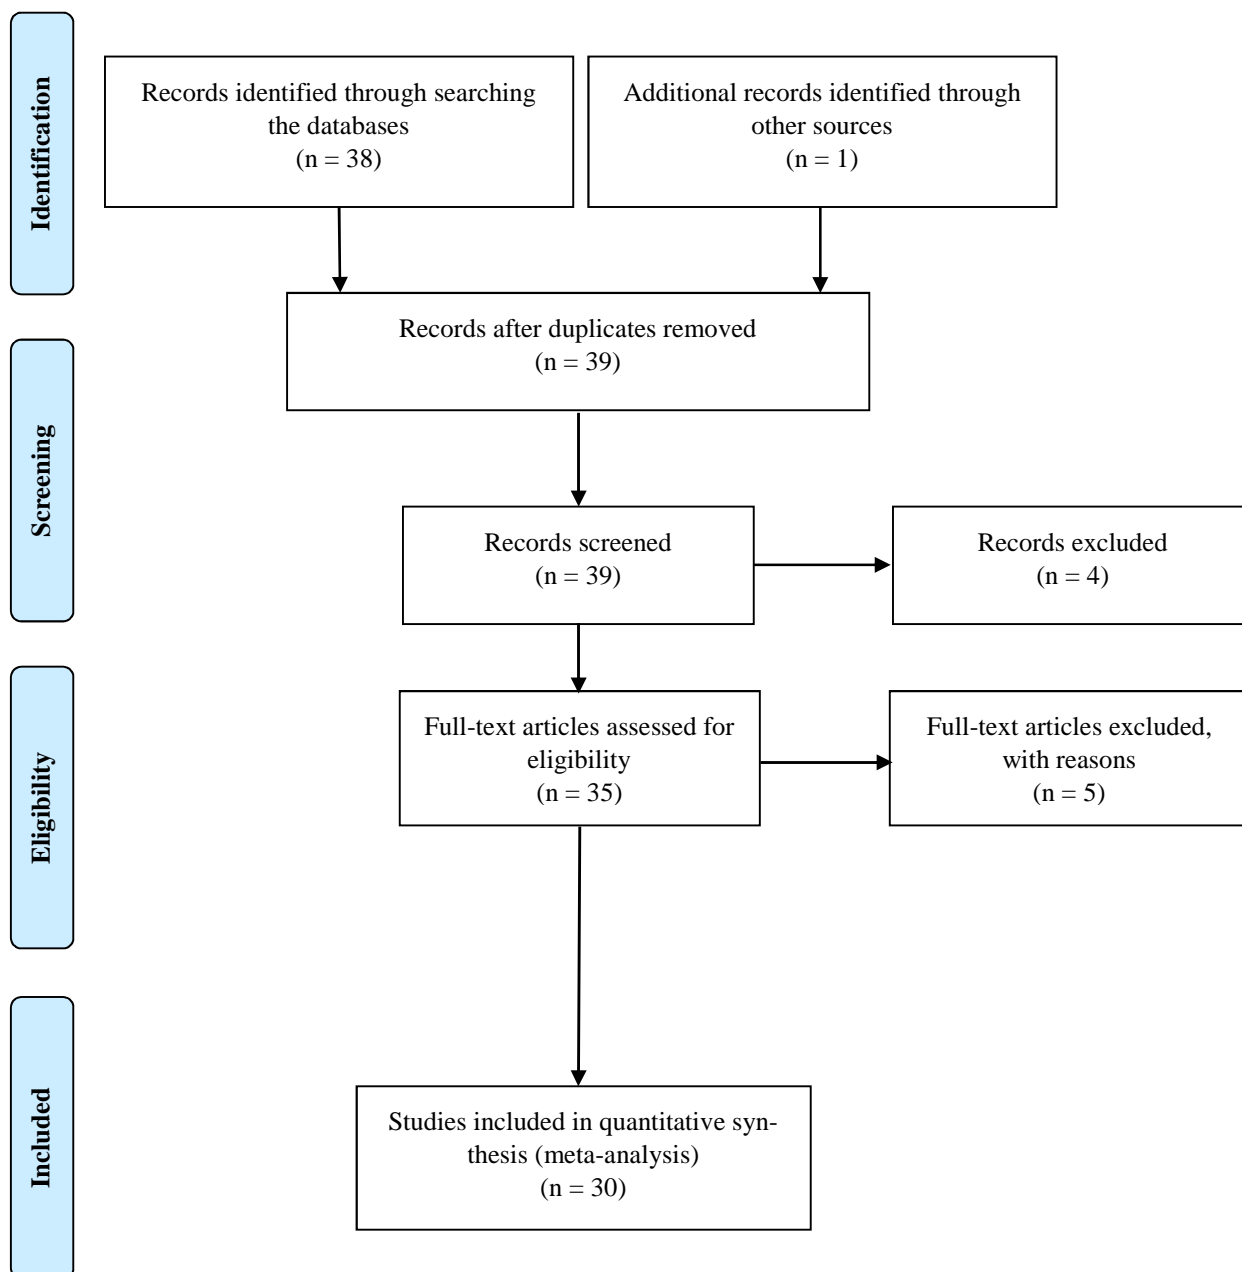 Identification
Records identified through searching
the databases
(n = 38)
Additional records identified through
other sources
(n = 1)
Records after duplicates removed
(n = 39)
Screening
Records screened
(n = 39)
Records excluded
(n = 4)
Eligibility
Full-text articles assessed for
eligibility
(n = 35)
Full-text articles excluded,
with reasons
(n = 5)
Included
Studies included in quantitative syn-
thesis (meta-analysis)
(n = 30)